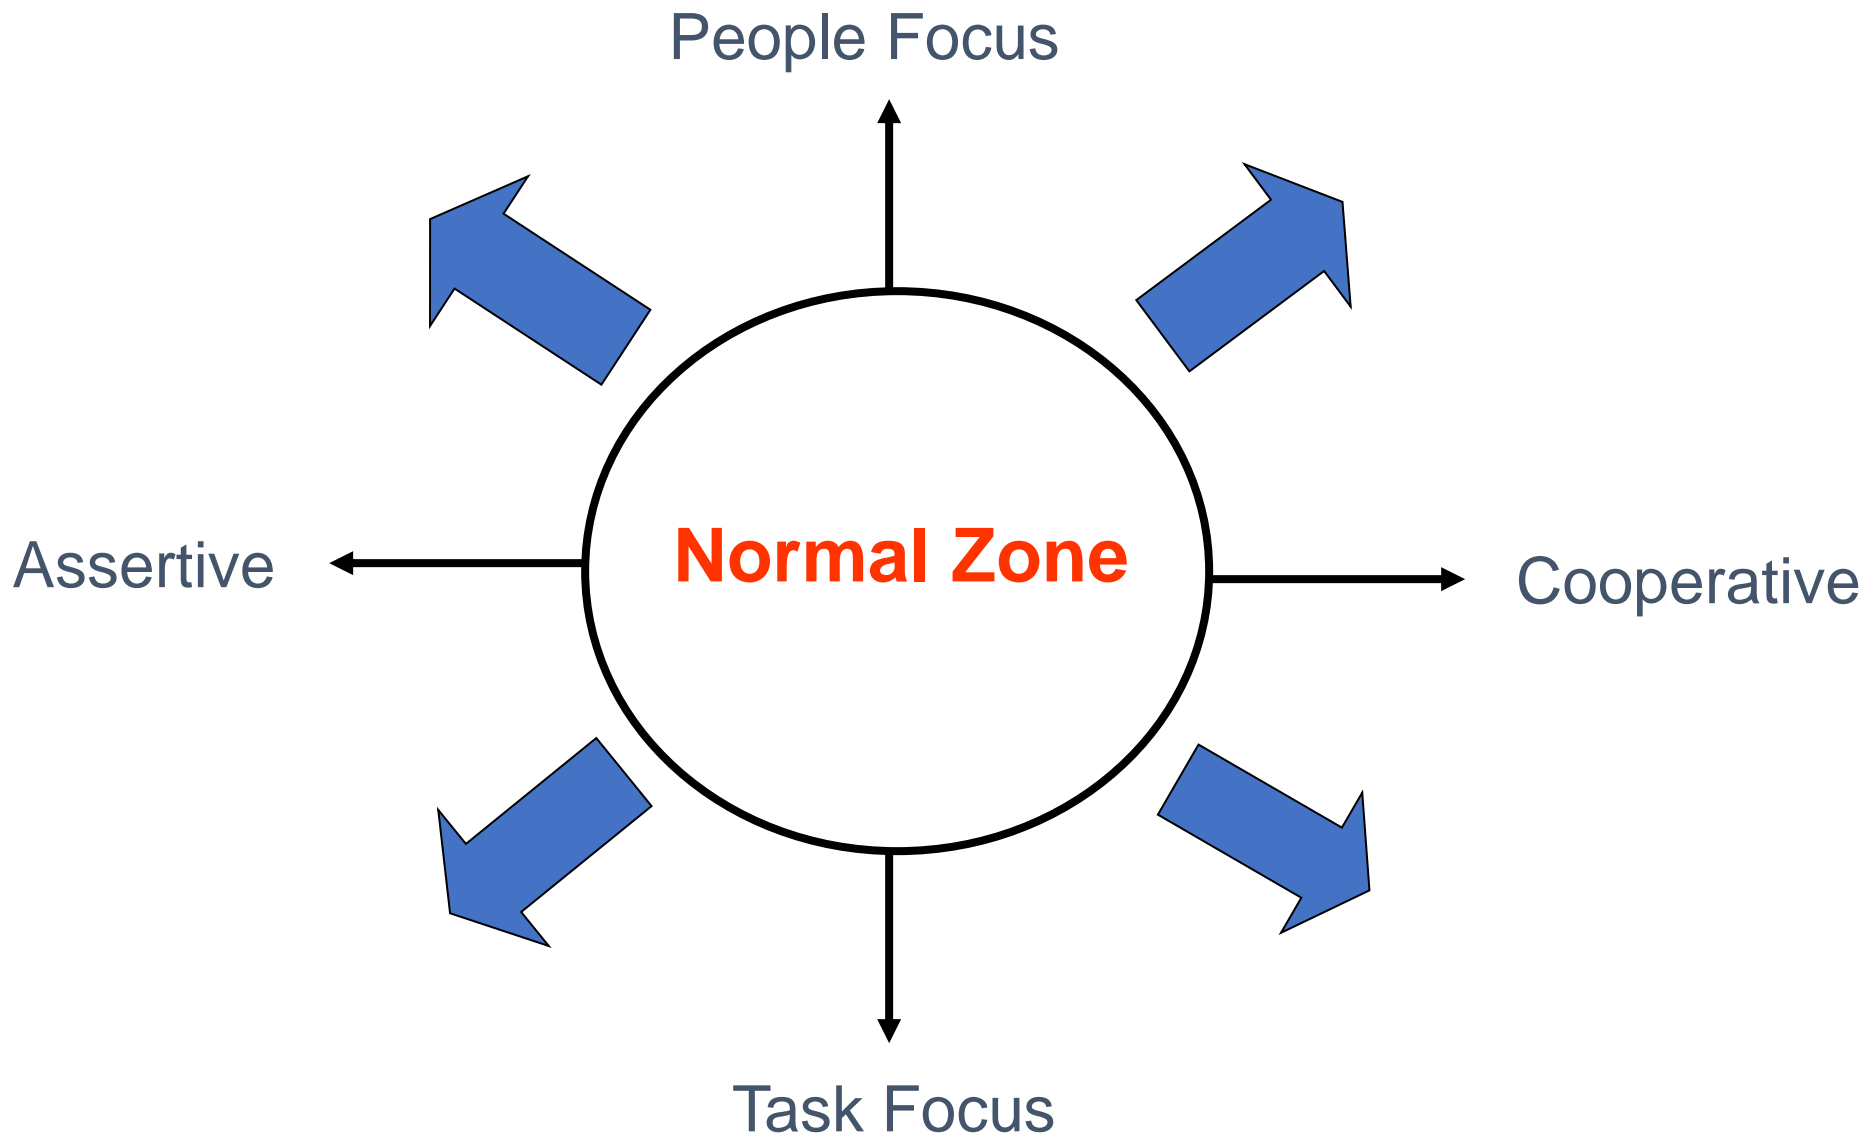 People Focus
Normal Zone
Assertive
Cooperative
Task Focus